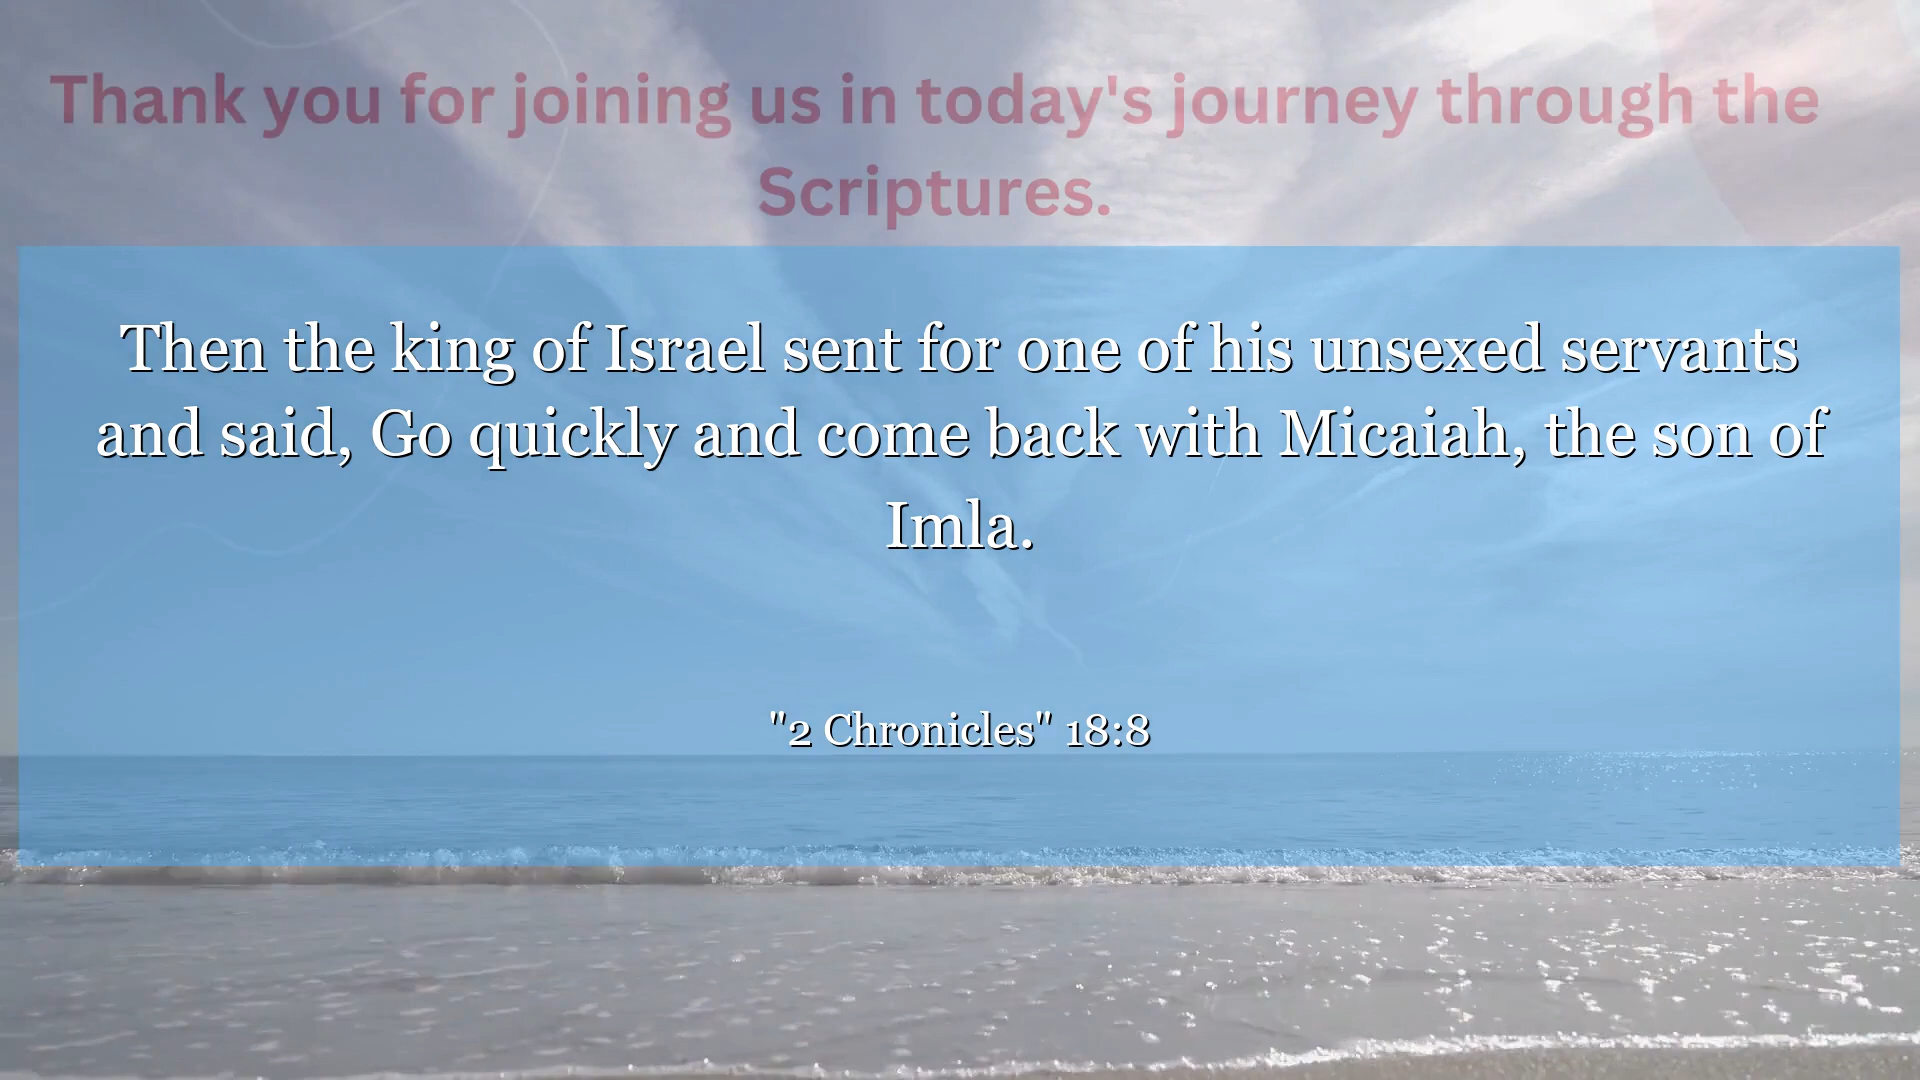 Thank you for joining us in today's journey through the
Scriptures.
Then the king of Israel sent for one of his unsexed servants
and said, Go quickly and come back with Micaiah, the son of
Imla.
"2 Chronicles" 18:8